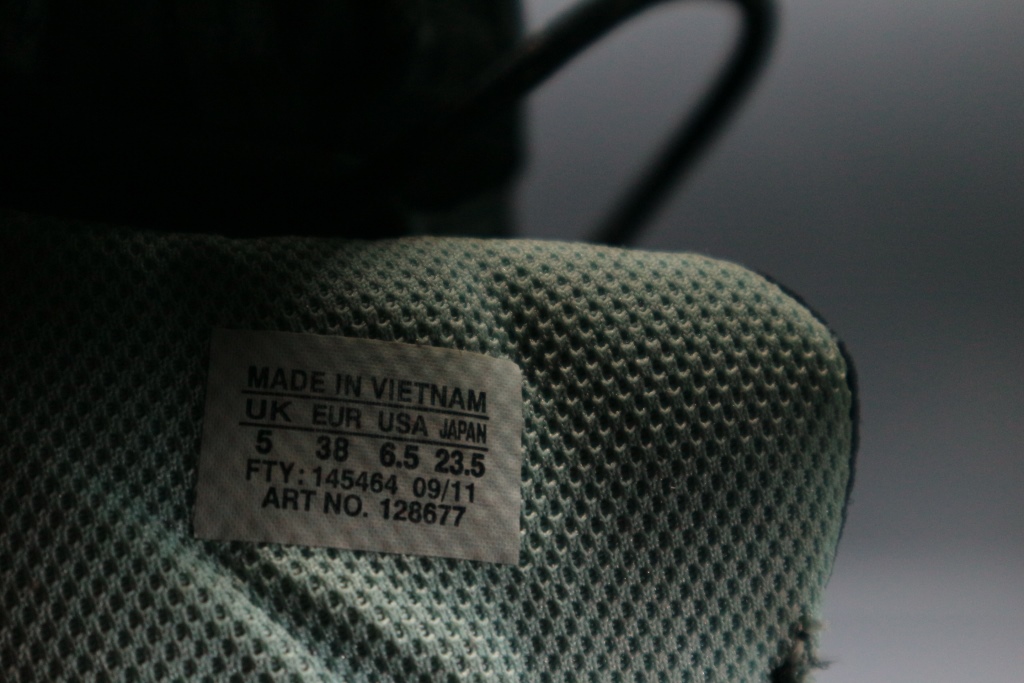 MADE IN VIETNAM
UK EUR USA JAPAN
5 38 6.5 23.5
FTY: 145464 09/11
ART NO. 128677